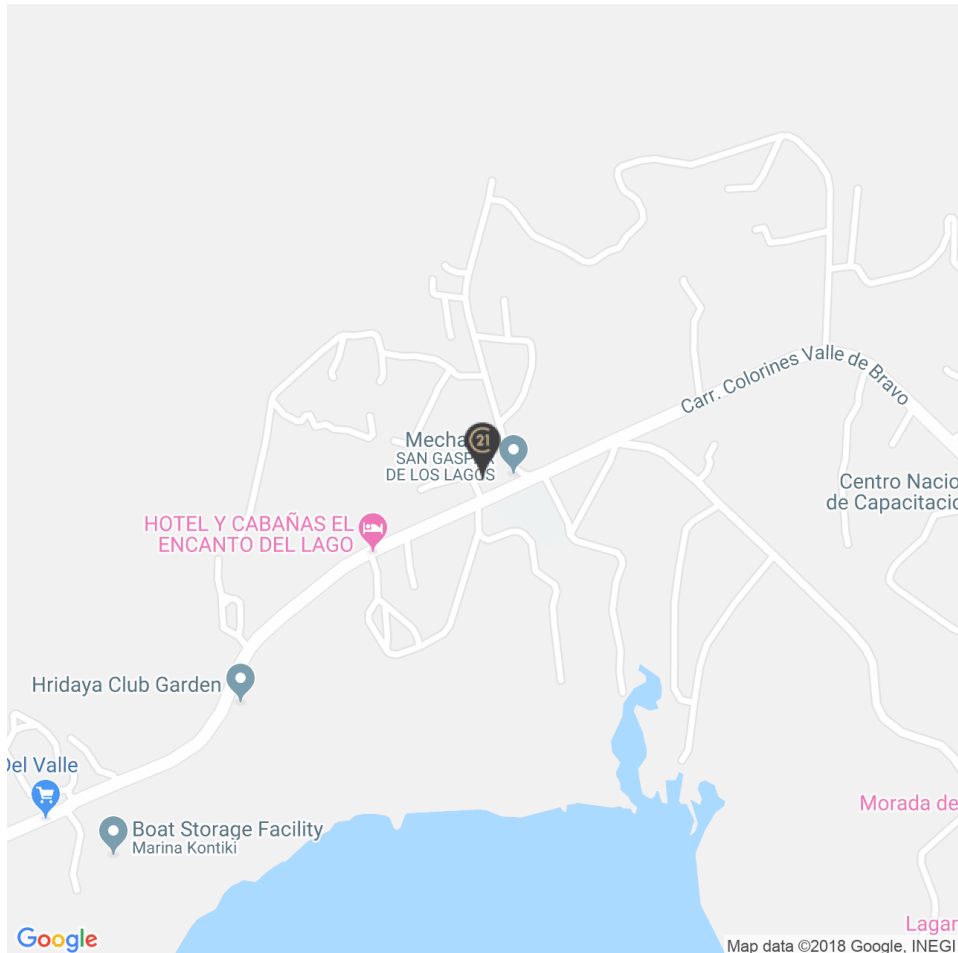 Carr. Colorines Valle de Bravo
Mecha
21
SAN GASPAR
DE LOS LAGOS
Centro Nacio
de Capacitacio
HOTEL Y CABAÑAS EL
ENCANTO DEL LAGO
Hridaya Club Garden
Del Valle
Boat Storage Facility
Marina Kontiki
Morada de
Lagar
Google
Map data ©2018 Google, INEGI